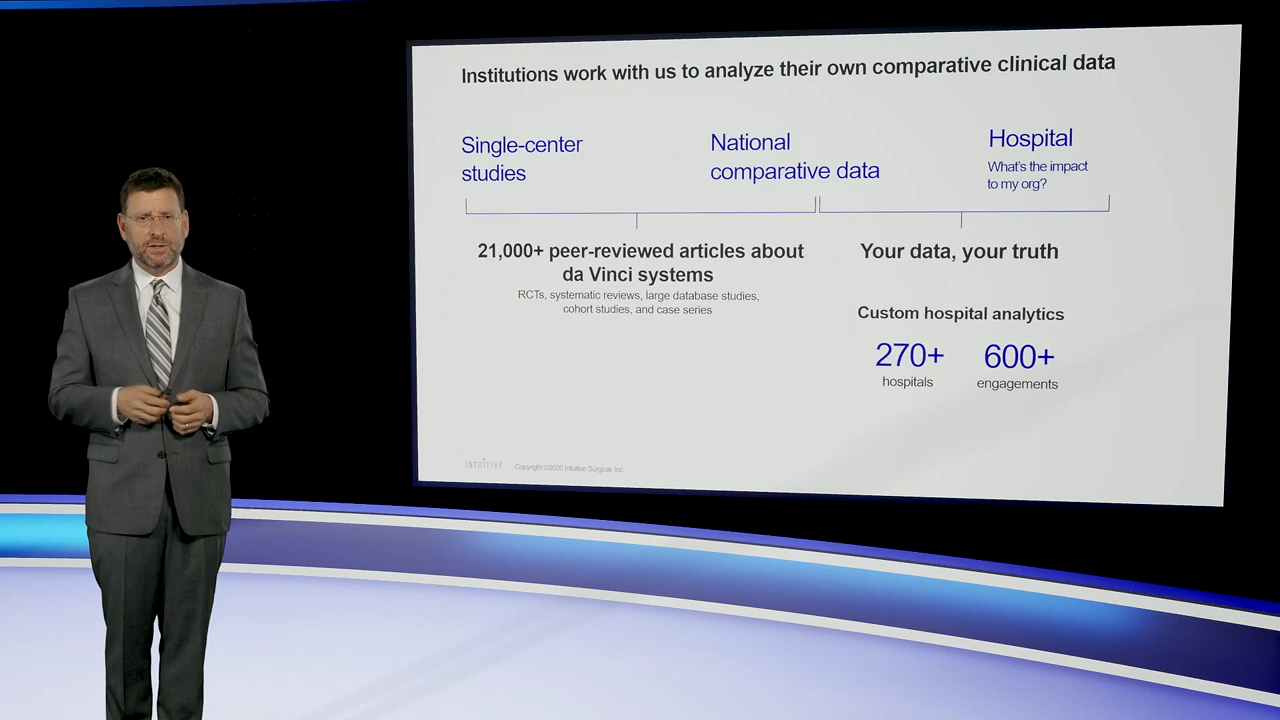 Institutions work with us to analyze their own comparative clinical data
Single-center
studies
National
comparative data
Hospital
What's the impact
to my org?
21,000+ peer-reviewed articles about
da Vinci systems
RCTs, systematic reviews, large database studies,
cohort studies, and case series
Your data, your truth
Custom hospital analytics
270+
hospitals
600+
engagements
INTUITIVE
Copyright ©2020 Intuitive Surgical, Inc.